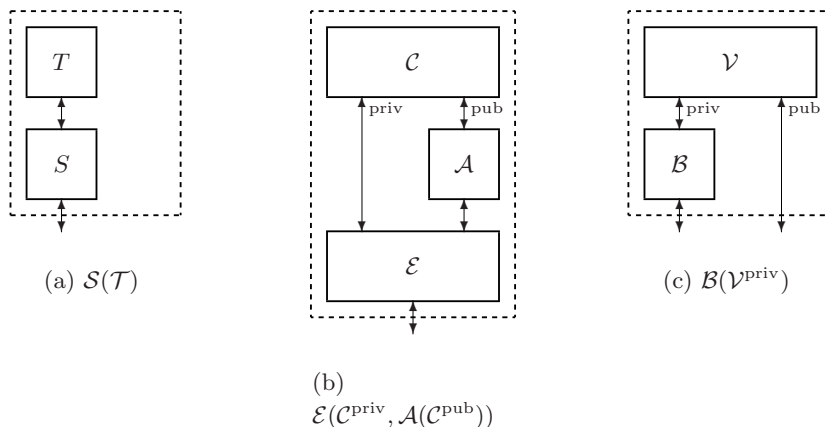 T
S
(a) 𝒮(𝒯)
𝒞
priv
pub
𝒜
ℰ
(b)
ℰ(𝒞^priv, 𝒜(𝒞^pub))
𝒱
priv
pub
ℬ
(c) ℬ(𝒱^priv)